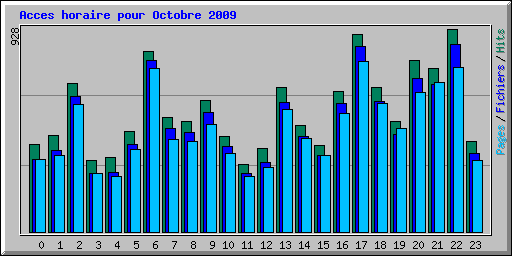 Acces horaire pour Octobre 2009
928
Pages / Fichiers / Hits
0 1 2 3 4 5 6 7 8 9 10 11 12 13 14 15 16 17 18 19 20 21 22 23